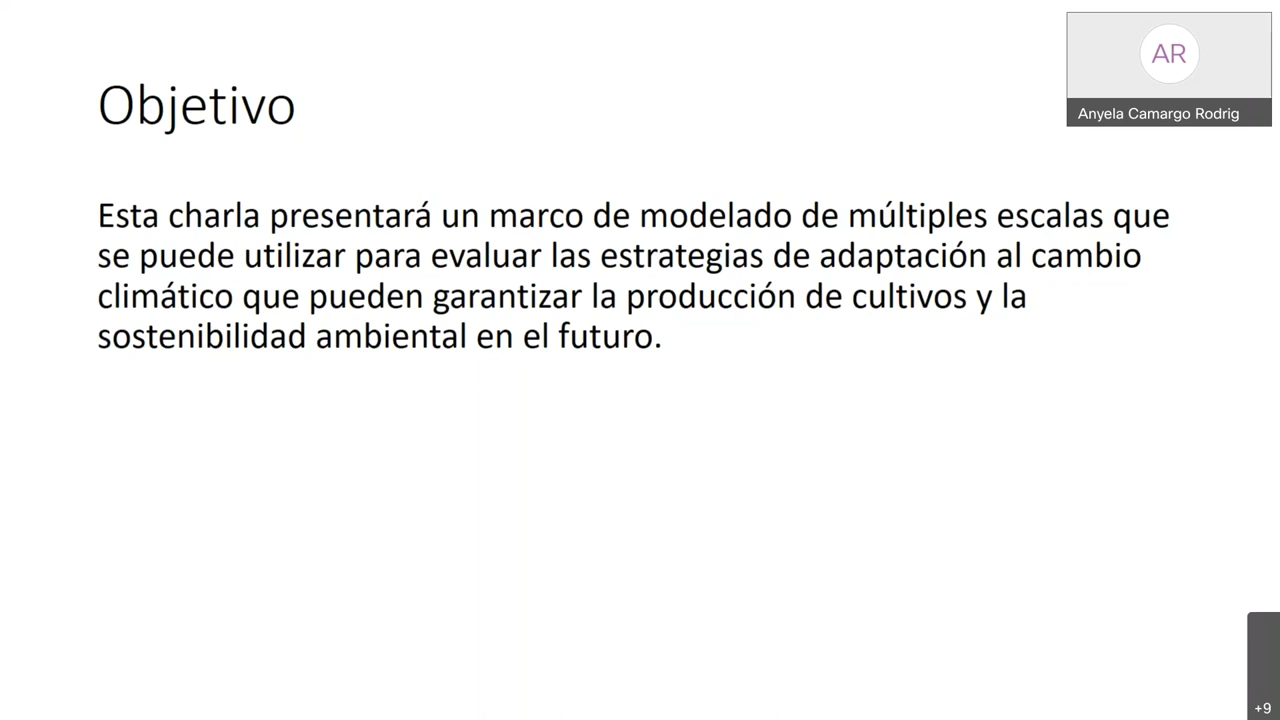 Objetivo
Esta charla presentará un marco de modelado de múltiples escalas que
se puede utilizar para evaluar las estrategias de adaptación al cambio
climático que pueden garantizar la producción de cultivos y la
sostenibilidad ambiental en el futuro.
AR
Anyela Camargo Rodrig
+9